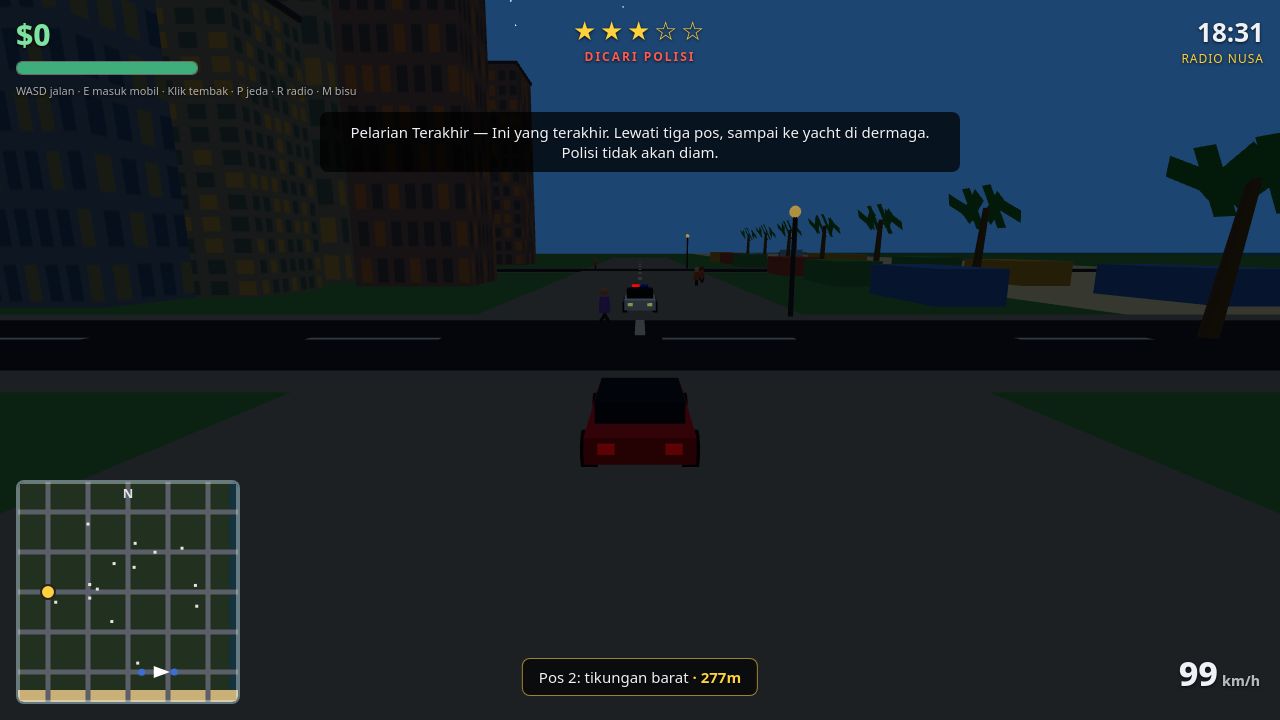 $0
★★★☆☆
DICARI POLISI
18:31
RADIO NUSA
WASD jalan · E masuk mobil · Klik tembak · P jeda · R radio · M bisu
Pelarian Terakhir — Ini yang terakhir. Lewati tiga pos, sampai ke yacht di dermaga.
Polisi tidak akan diam.
N
Pos 2: tikungan barat · 277m
99 km/h